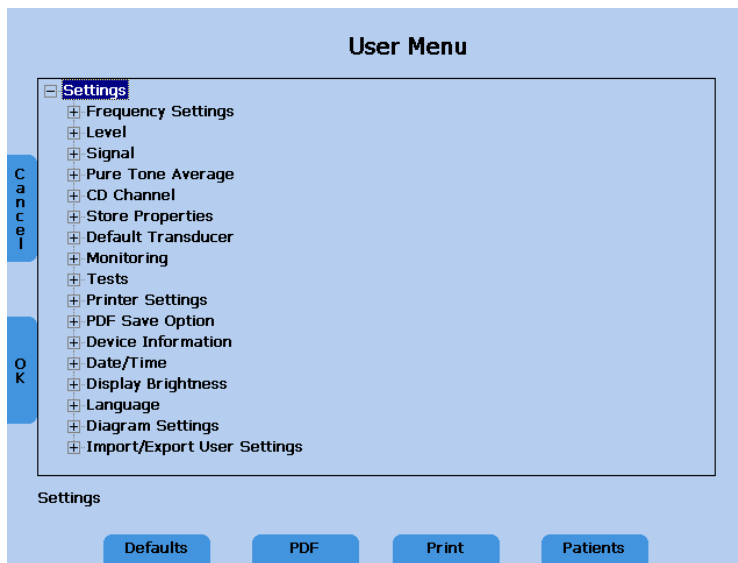 User Menu
Settings
Frequency Settings
Level
Signal
Pure Tone Average
CD Channel
Store Properties
Default Transducer
Monitoring
Tests
Printer Settings
PDF Save Option
Device Information
Date/Time
Display Brightness
Language
Diagram Settings
Import/Export User Settings
Cancel
OK
Settings
Defaults PDF Print Patients